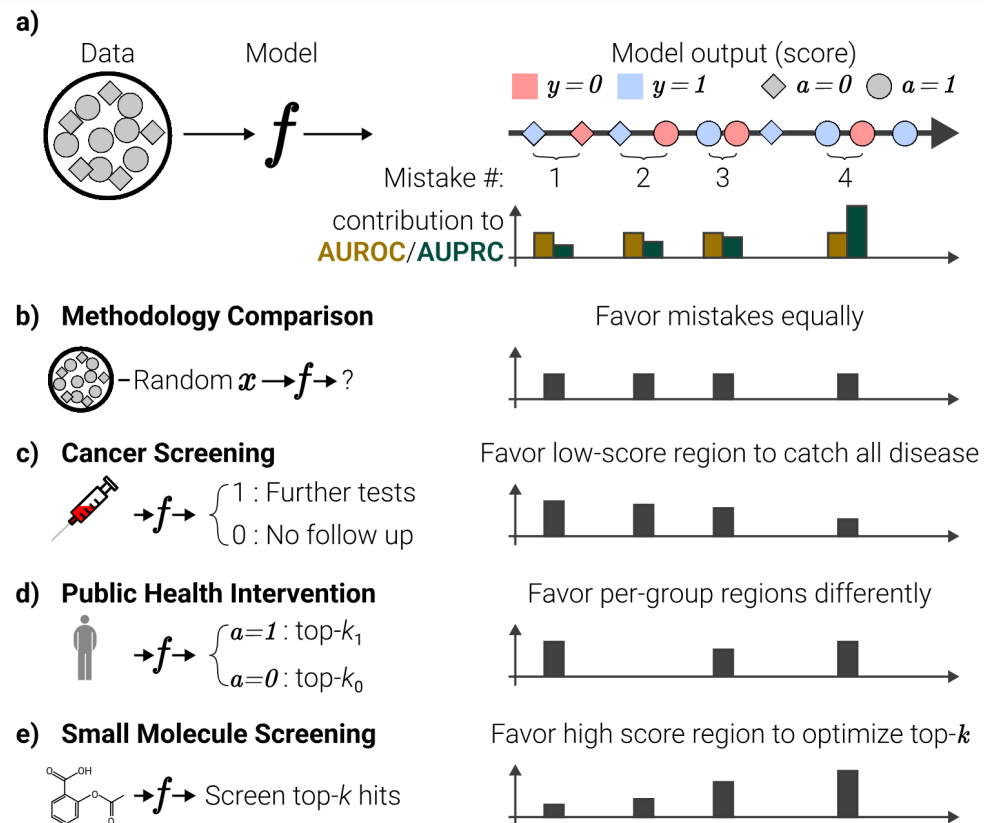 a)
Data
Model
Model output (score)
y=0
y=1
a=0
a=1
f
Mistake #:
1
2
3
4
contribution to
AUROC/AUPRC
b) Methodology Comparison
Favor mistakes equally
Random x → f → ?
c) Cancer Screening
Favor low-score region to catch all disease
→ f →
1 : Further tests
0 : No follow up
d) Public Health Intervention
Favor per-group regions differently
→ f →
a=1 : top-k₁
a=0 : top-k₀
e) Small Molecule Screening
Favor high score region to optimize top-k
O
OH
O
O
→ f → Screen top-k hits